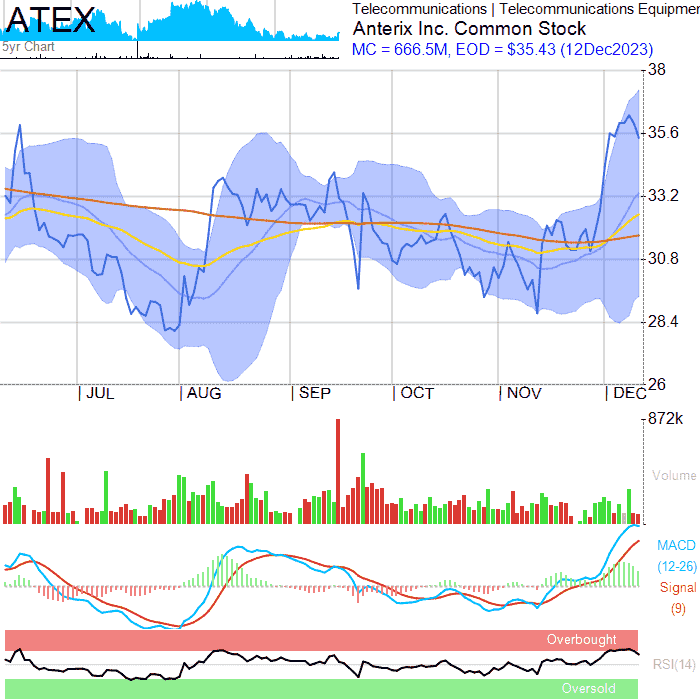 ATEX
5yr Chart
Telecommunications | Telecommunications Equipmen
Anterix Inc. Common Stock
MC = 666.5M, EOD = $35.43 (12Dec2023)
38
35.6
33.2
30.8
28.4
26
| JUL | AUG | SEP | OCT | NOV | DEC
872k
Volume
MACD
(12-26)
Signal
(9)
Overbought
RSI(14)
Oversold